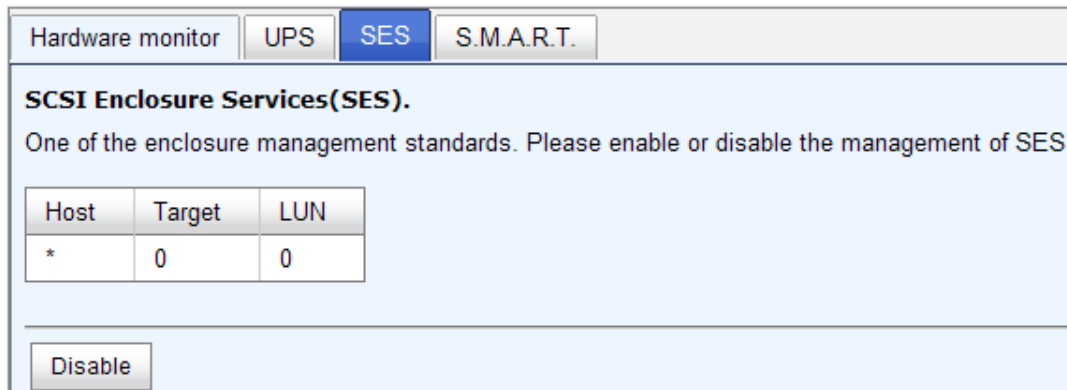 Hardware monitor UPS SES S.M.A.R.T.
SCSI Enclosure Services(SES).
One of the enclosure management standards. Please enable or disable the management of SES
Host Target LUN
* 0 0
Disable